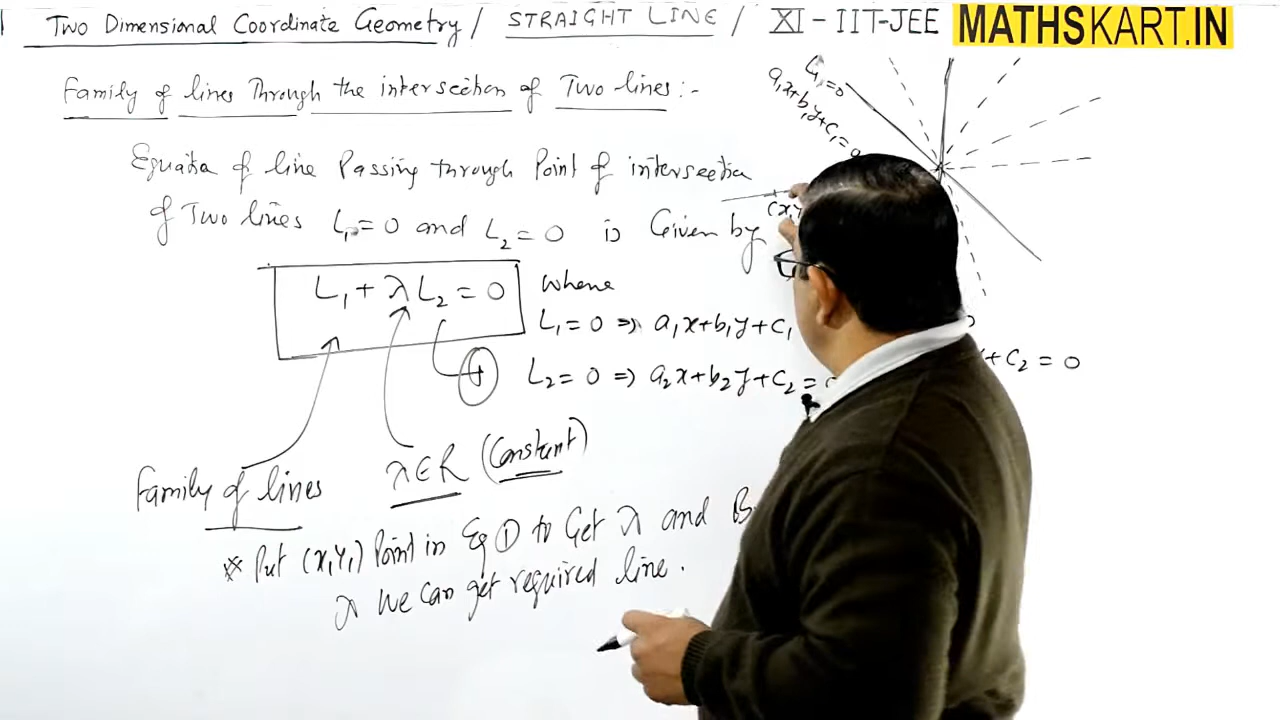 Two Dimensional Coordinate Geometry / STRAIGHT LINE / XI - IIT-JEE MATHSKART.IN
Family of lines Through the intersection of Two lines:-
L₁=0
a₁x+b₁y+c₁=0
Equation of line Passing through Point of intersection
of Two lines L₁=0 and L₂=0 is Given by
(x₁y
L₁+λL₂=0 where
L₁=0 ⇒ a₁x+b₁y+c₁
L₂=0 ⇒ a₂x+b₂y+c₂=0
+c₂=0
①
Family of lines λ∈R (Constant)
* Put (x₁y₁) Point in Eq ① to Get λ and
λ we can get required line.